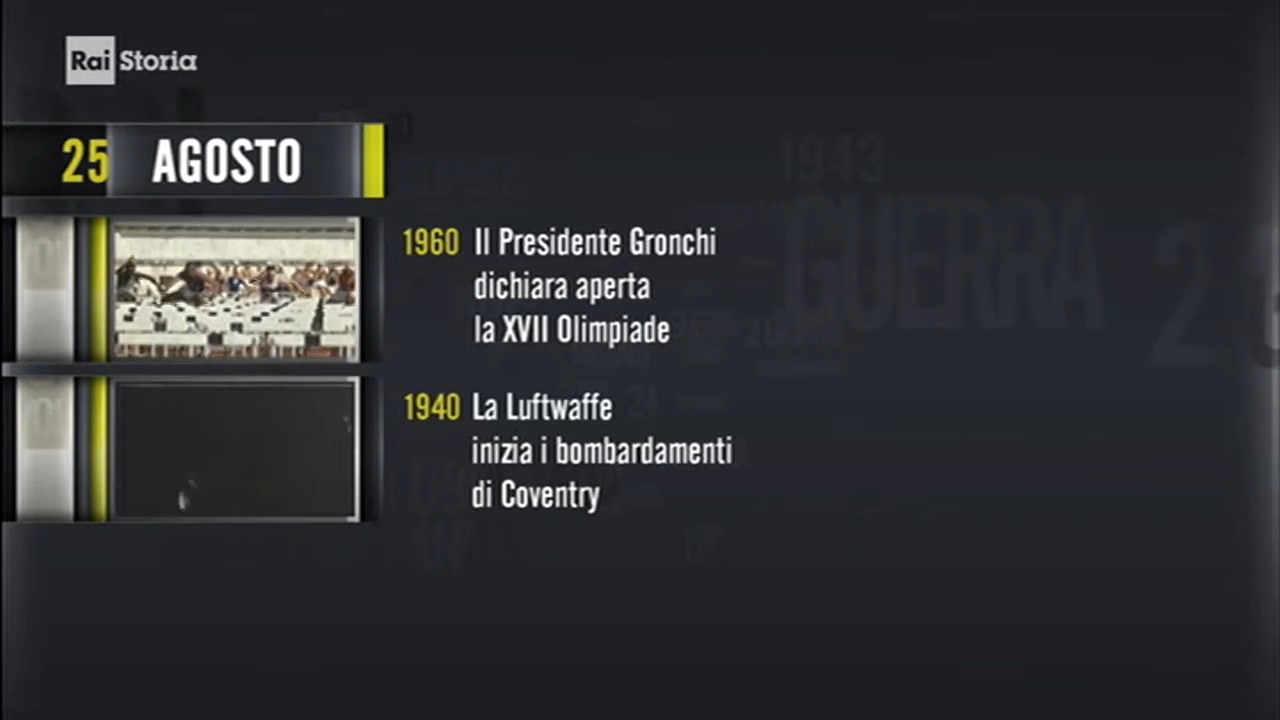 Rai Storia
25 AGOSTO
1943
GUERRA
1960 Il Presidente Gronchi
dichiara aperta
la XVII Olimpiade
1940 La Luftwaffe
inizia i bombardamenti
di Coventry